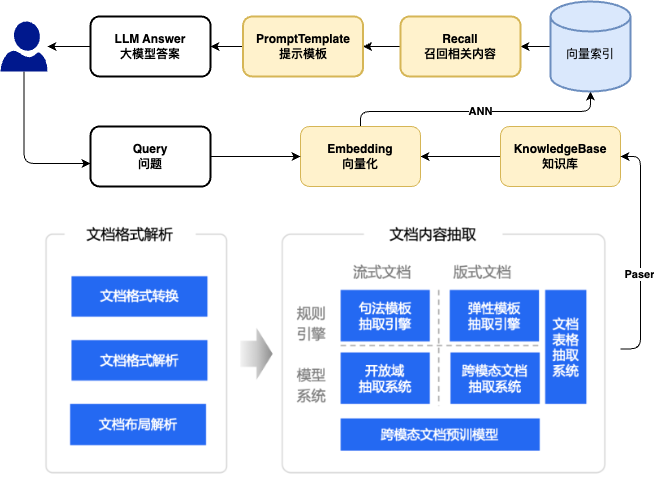 LLM Answer
大模型答案
PromptTemplate
提示模板
Recall
召回相关内容
向量索引
ANN
Query
问题
Embedding
向量化
KnowledgeBase
知识库
Paser
文档格式解析
文档格式转换
文档格式解析
文档布局解析
文档内容抽取
流式文档
版式文档
规则
引擎
句法模板
抽取引擎
弹性模板
抽取引擎
文档
表格
抽取
系统
模型
系统
开放域
抽取系统
跨模态文档
抽取系统
跨模态文档预训模型